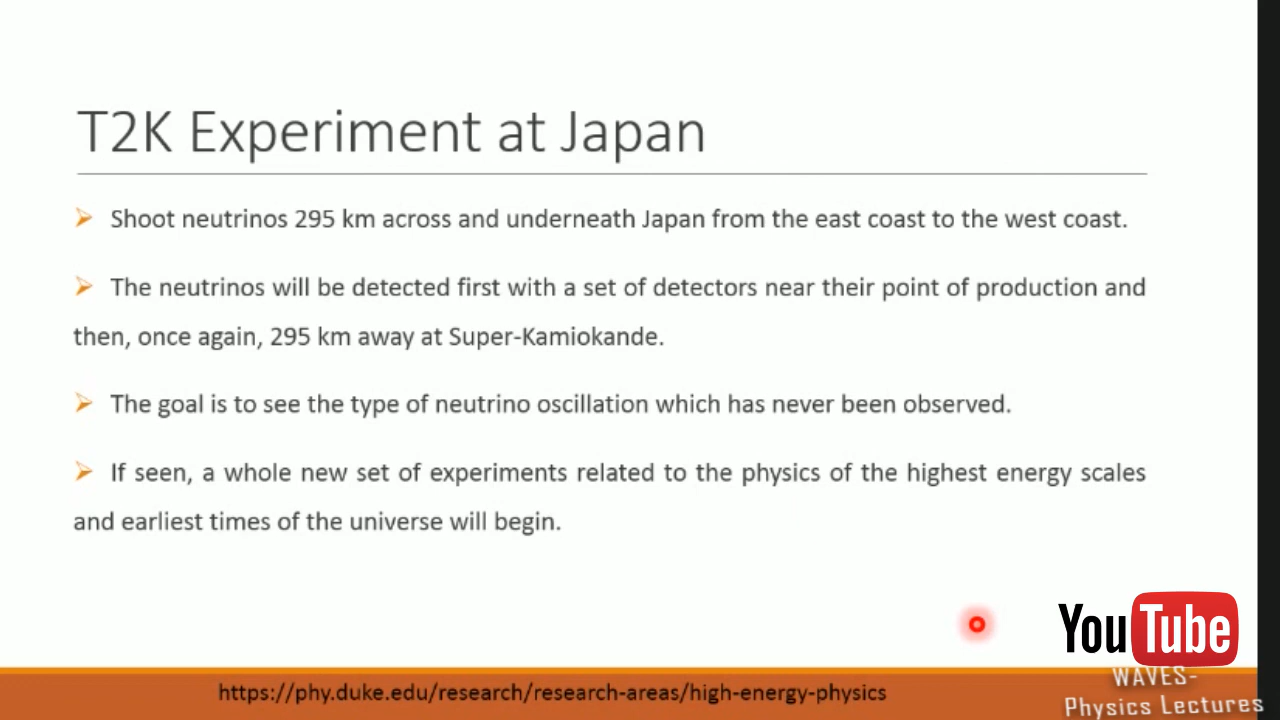 T2K Experiment at Japan
Shoot neutrinos 295 km across and underneath Japan from the east coast to the west coast.
The neutrinos will be detected first with a set of detectors near their point of production and
then, once again, 295 km away at Super-Kamiokande.
The goal is to see the type of neutrino oscillation which has never been observed.
If seen, a whole new set of experiments related to the physics of the highest energy scales
and earliest times of the universe will begin.
YouTube
WAVES-
Physics Lectures
https://phy.duke.edu/research/research-areas/high-energy-physics